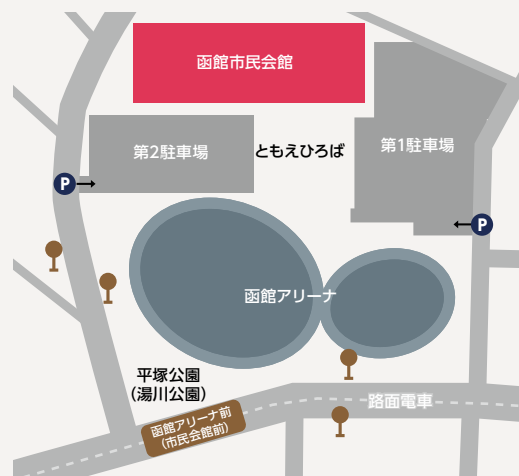 函館市民会館
第2駐車場
ともえひろば
第1駐車場
P
P
函館アリーナ
平塚公園
（湯川公園）
路面電車
函館アリーナ前
（市民会館前）